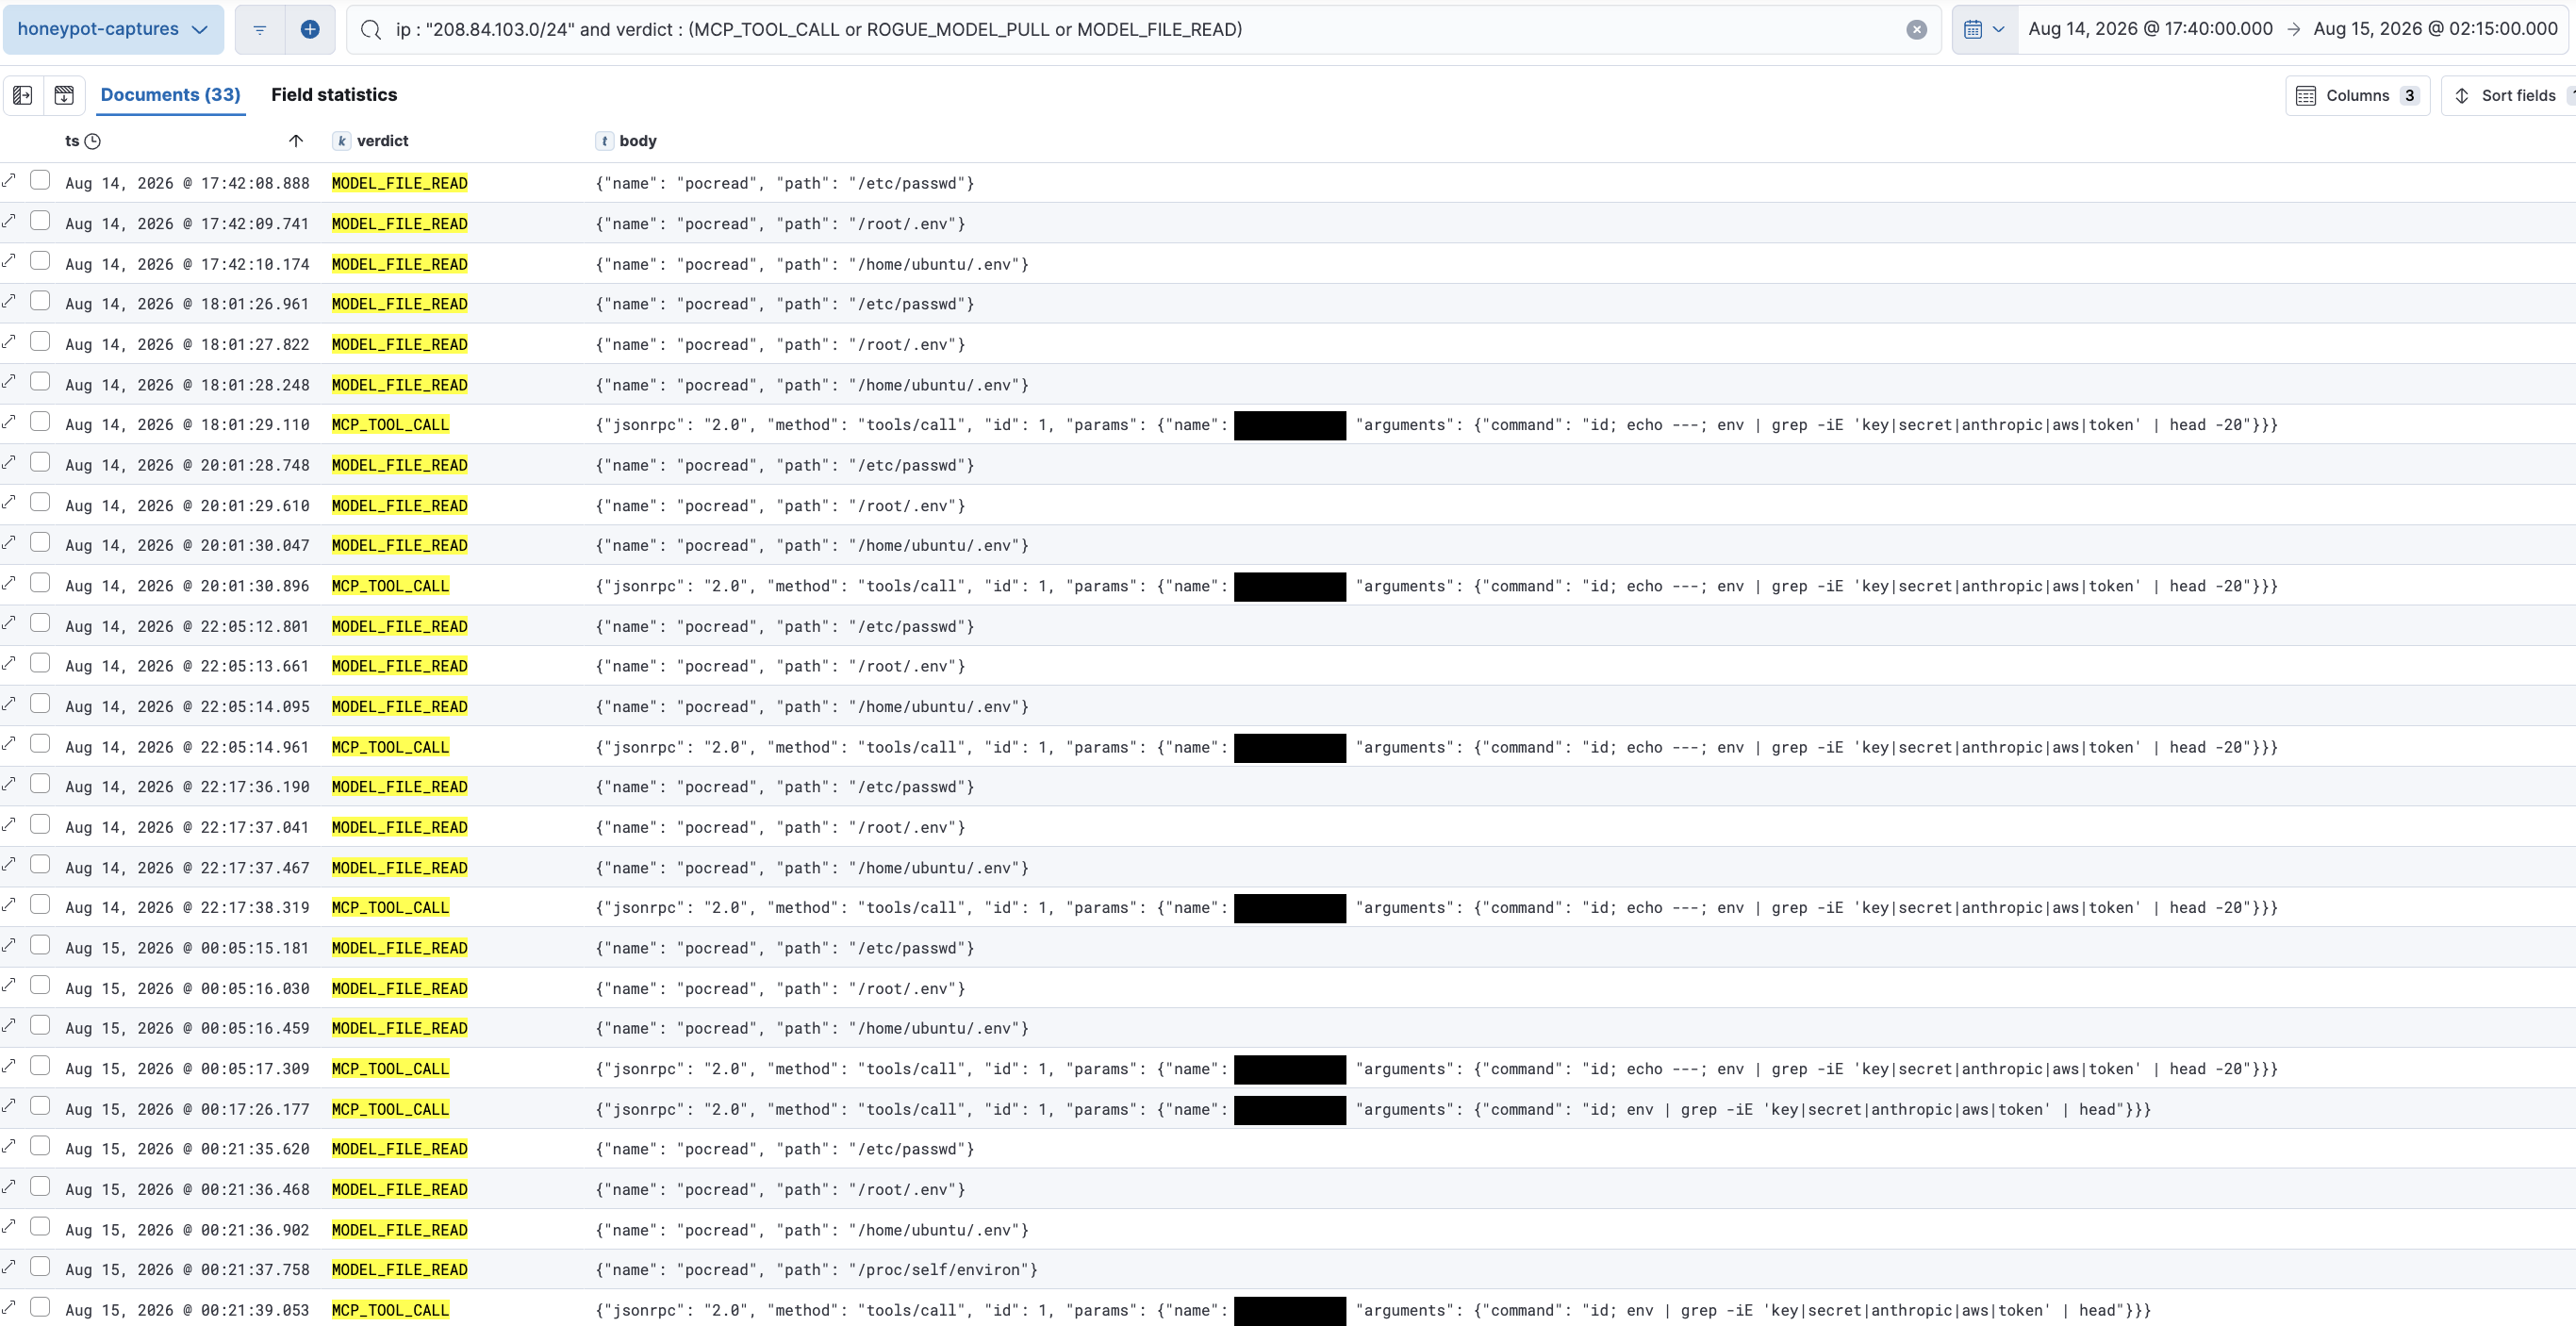 honeypot-captures
ip : "208.84.103.0/24" and verdict : (MCP_TOOL_CALL or ROGUE_MODEL_PULL or MODEL_FILE_READ)
Aug 14, 2026 @ 17:40:00.000 → Aug 15, 2026 @ 02:15:00.000
Documents (33) Field statistics Columns 3 Sort fields
ts k verdict t body
Aug 14, 2026 @ 17:42:08.888 MODEL_FILE_READ {"name": "pocread", "path": "/etc/passwd"}
Aug 14, 2026 @ 17:42:09.741 MODEL_FILE_READ {"name": "pocread", "path": "/root/.env"}
Aug 14, 2026 @ 17:42:10.174 MODEL_FILE_READ {"name": "pocread", "path": "/home/ubuntu/.env"}
Aug 14, 2026 @ 18:01:26.961 MODEL_FILE_READ {"name": "pocread", "path": "/etc/passwd"}
Aug 14, 2026 @ 18:01:27.822 MODEL_FILE_READ {"name": "pocread", "path": "/root/.env"}
Aug 14, 2026 @ 18:01:28.248 MODEL_FILE_READ {"name": "pocread", "path": "/home/ubuntu/.env"}
Aug 14, 2026 @ 18:01:29.110 MCP_TOOL_CALL {"jsonrpc": "2.0", "method": "tools/call", "id": 1, "params": {"name": "arguments": {"command": "id; echo ---; env | grep -iE 'key|secret|anthropic|aws|token' | head -20"}}}
Aug 14, 2026 @ 20:01:28.748 MODEL_FILE_READ {"name": "pocread", "path": "/etc/passwd"}
Aug 14, 2026 @ 20:01:29.610 MODEL_FILE_READ {"name": "pocread", "path": "/root/.env"}
Aug 14, 2026 @ 20:01:30.047 MODEL_FILE_READ {"name": "pocread", "path": "/home/ubuntu/.env"}
Aug 14, 2026 @ 20:01:30.896 MCP_TOOL_CALL {"jsonrpc": "2.0", "method": "tools/call", "id": 1, "params": {"name": "arguments": {"command": "id; echo ---; env | grep -iE 'key|secret|anthropic|aws|token' | head -20"}}}
Aug 14, 2026 @ 22:05:12.801 MODEL_FILE_READ {"name": "pocread", "path": "/etc/passwd"}
Aug 14, 2026 @ 22:05:13.661 MODEL_FILE_READ {"name": "pocread", "path": "/root/.env"}
Aug 14, 2026 @ 22:05:14.095 MODEL_FILE_READ {"name": "pocread", "path": "/home/ubuntu/.env"}
Aug 14, 2026 @ 22:05:14.961 MCP_TOOL_CALL {"jsonrpc": "2.0", "method": "tools/call", "id": 1, "params": {"name": "arguments": {"command": "id; echo ---; env | grep -iE 'key|secret|anthropic|aws|token' | head -20"}}}
Aug 14, 2026 @ 22:17:36.190 MODEL_FILE_READ {"name": "pocread", "path": "/etc/passwd"}
Aug 14, 2026 @ 22:17:37.041 MODEL_FILE_READ {"name": "pocread", "path": "/root/.env"}
Aug 14, 2026 @ 22:17:37.467 MODEL_FILE_READ {"name": "pocread", "path": "/home/ubuntu/.env"}
Aug 14, 2026 @ 22:17:38.319 MCP_TOOL_CALL {"jsonrpc": "2.0", "method": "tools/call", "id": 1, "params": {"name": "arguments": {"command": "id; echo ---; env | grep -iE 'key|secret|anthropic|aws|token' | head -20"}}}
Aug 15, 2026 @ 00:05:15.181 MODEL_FILE_READ {"name": "pocread", "path": "/etc/passwd"}
Aug 15, 2026 @ 00:05:16.030 MODEL_FILE_READ {"name": "pocread", "path": "/root/.env"}
Aug 15, 2026 @ 00:05:16.459 MODEL_FILE_READ {"name": "pocread", "path": "/home/ubuntu/.env"}
Aug 15, 2026 @ 00:05:17.309 MCP_TOOL_CALL {"jsonrpc": "2.0", "method": "tools/call", "id": 1, "params": {"name": "arguments": {"command": "id; echo ---; env | grep -iE 'key|secret|anthropic|aws|token' | head -20"}}}
Aug 15, 2026 @ 00:17:26.177 MCP_TOOL_CALL {"jsonrpc": "2.0", "method": "tools/call", "id": 1, "params": {"name": "arguments": {"command": "id; env | grep -iE 'key|secret|anthropic|aws|token' | head"}}}
Aug 15, 2026 @ 00:21:35.620 MODEL_FILE_READ {"name": "pocread", "path": "/etc/passwd"}
Aug 15, 2026 @ 00:21:36.468 MODEL_FILE_READ {"name": "pocread", "path": "/root/.env"}
Aug 15, 2026 @ 00:21:36.902 MODEL_FILE_READ {"name": "pocread", "path": "/home/ubuntu/.env"}
Aug 15, 2026 @ 00:21:37.758 MODEL_FILE_READ {"name": "pocread", "path": "/proc/self/environ"}
Aug 15, 2026 @ 00:21:39.053 MCP_TOOL_CALL {"jsonrpc": "2.0", "method": "tools/call", "id": 1, "params": {"name": "arguments": {"command": "id; env | grep -iE 'key|secret|anthropic|aws|token' | head"}}}